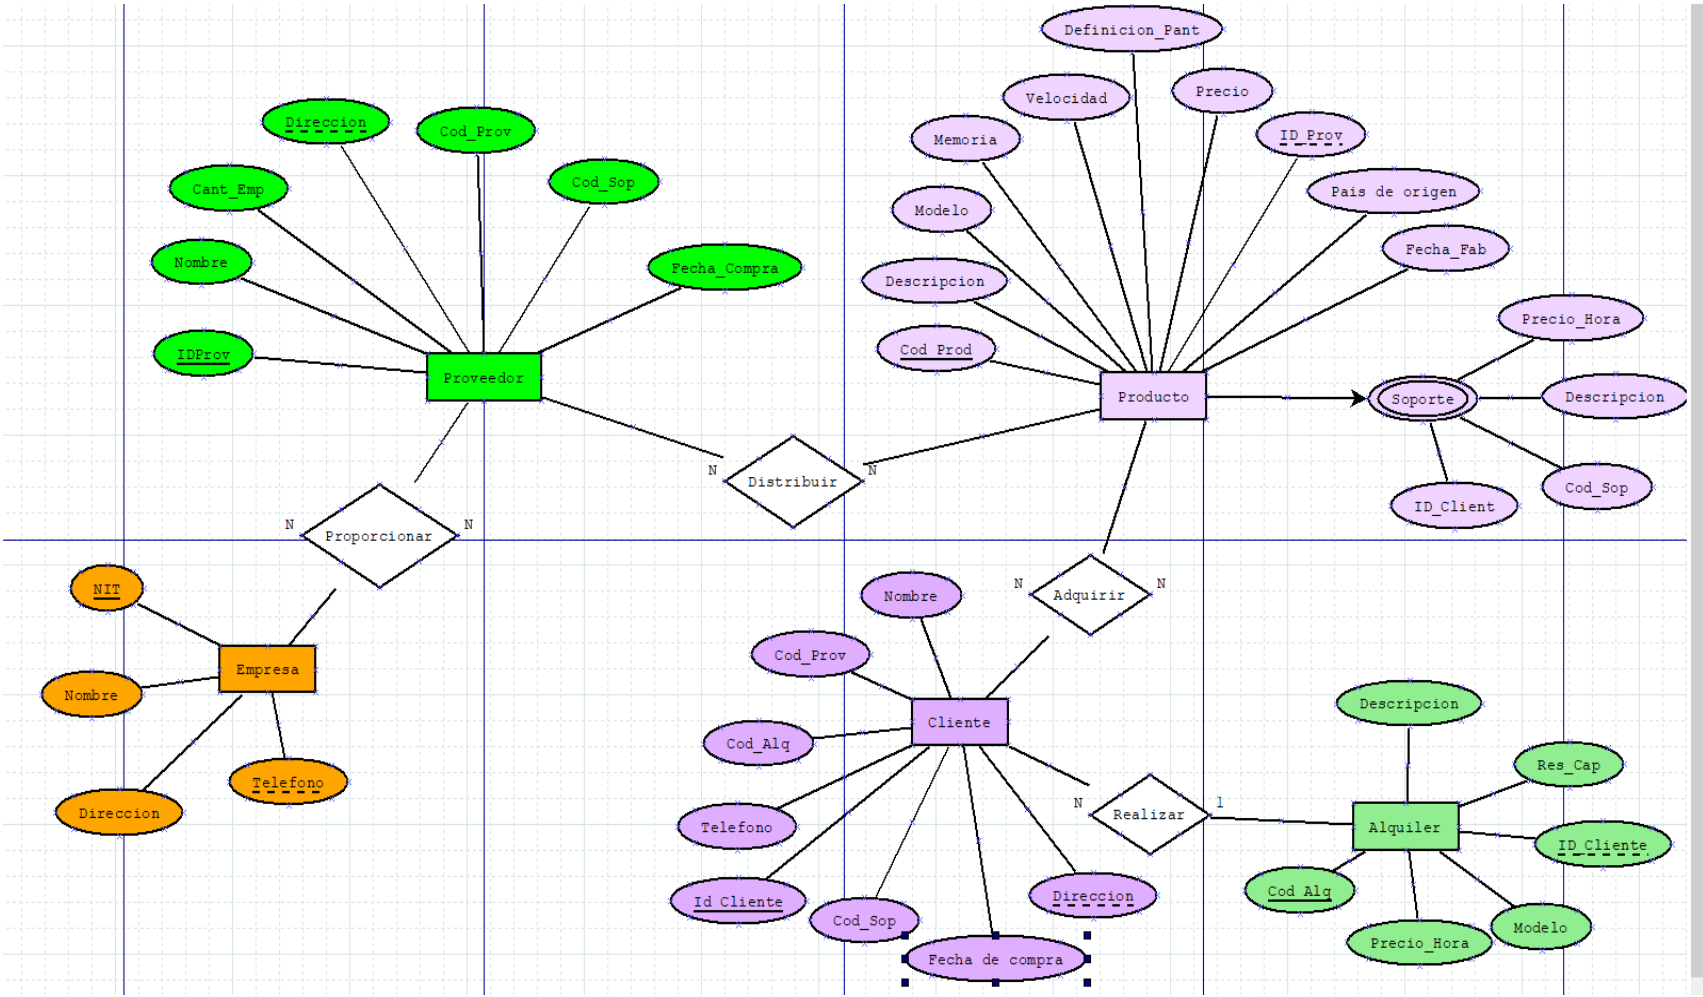 Definicion_Pant
Velocidad
Precio
Direccion
Cod_Prov
Memoria
ID_Prov
Cant_Emp
Cod_Sop
Pais de origen
Modelo
Nombre
Fecha_Compra
Descripcion
Fecha_Fab
IDProv
Cod_Prod
Precio_Hora
Proveedor
Producto
Soporte
Descripcion
N
Distribuir
N
Cod_Sop
ID_Client
N
Proporcionar
N
NIT
Nombre
N
Adquirir
N
Cod_Prov
Empresa
Nombre
Cliente
Descripcion
Cod_Alq
Res_Cap
Telefono
Direccion
Telefono
N
Realizar
1
Alquiler
ID_Cliente
Id_Cliente
Cod_Sop
Direccion
Cod_Alq
Fecha de compra
Precio_Hora
Modelo